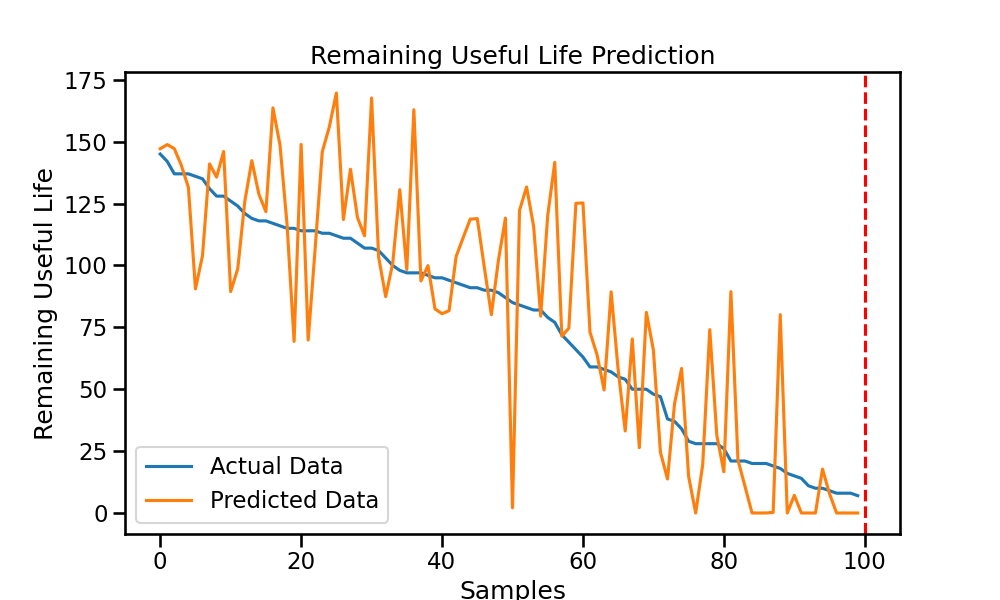 Remaining Useful Life Prediction
Remaining Useful Life
175
150
125
100
75
50
25
0
Actual Data
Predicted Data
0 20 40 60 80 100
Samples